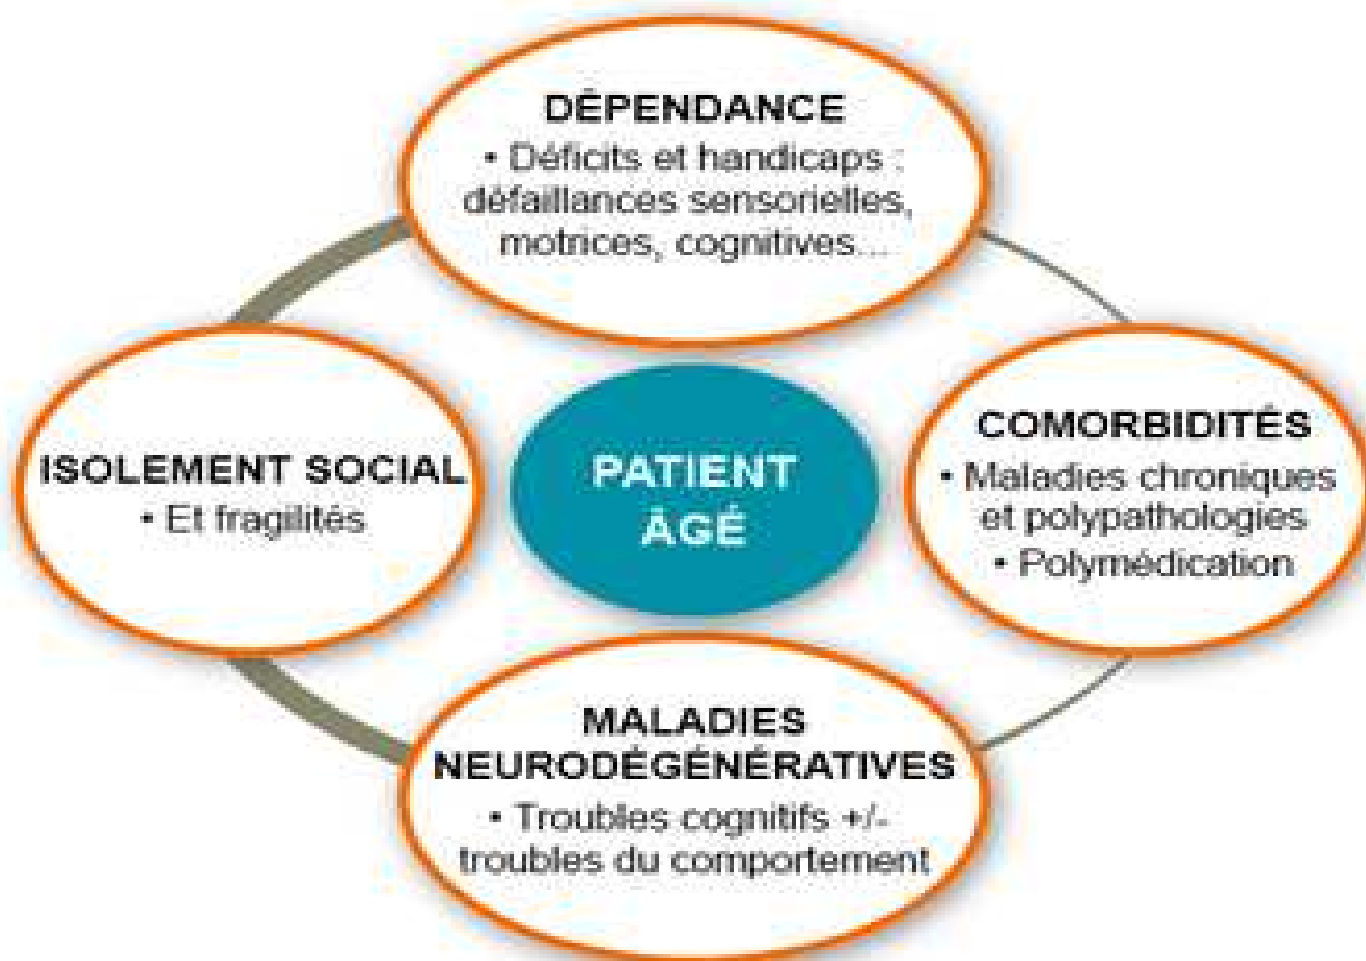 DÉPENDANCE
• Déficits et handicaps :
défaillances sensorielles,
motrices, cognitives...
ISOLEMENT SOCIAL
• Et fragilités
PATIENT
ÂGÉ
COMORBIDITÉS
• Maladies chroniques
et polypathologies
• Polymédication
MALADIES
NEURODÉGÉNÉRATIVES
• Troubles cognitifs +/-
troubles du comportement